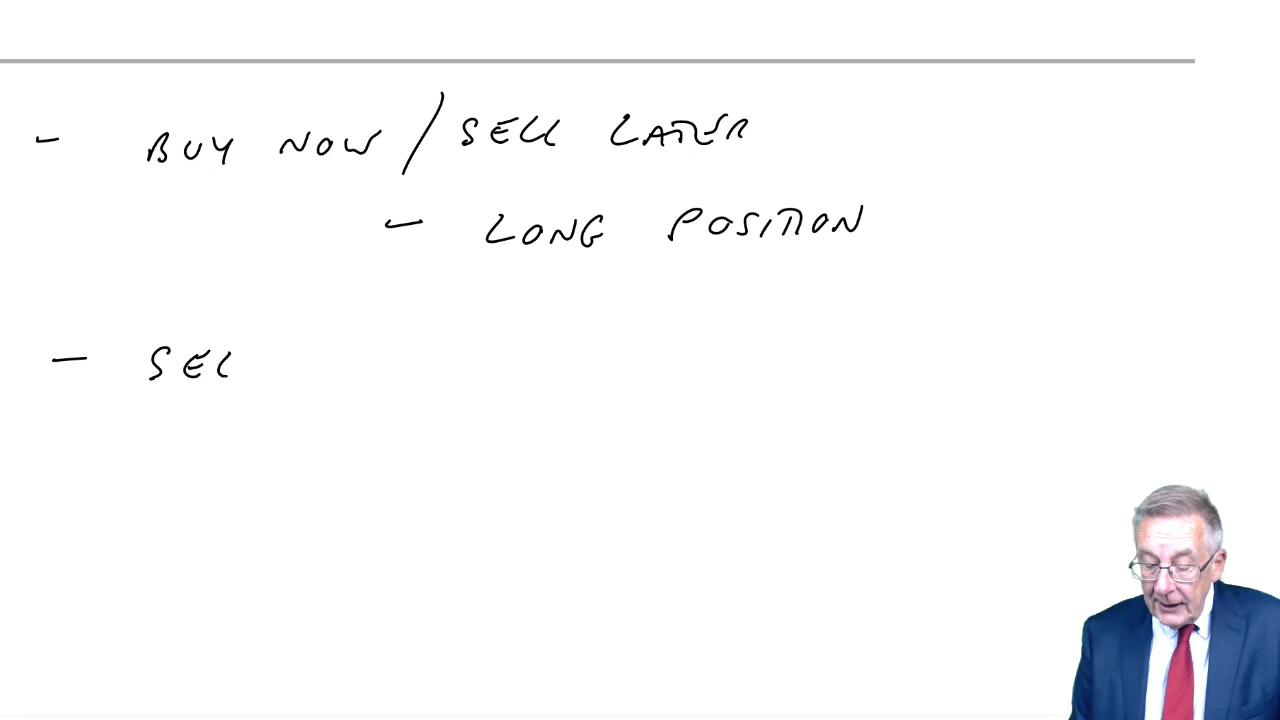 - BUY NOW / SELL LATER
- LONG POSITION
- SEL